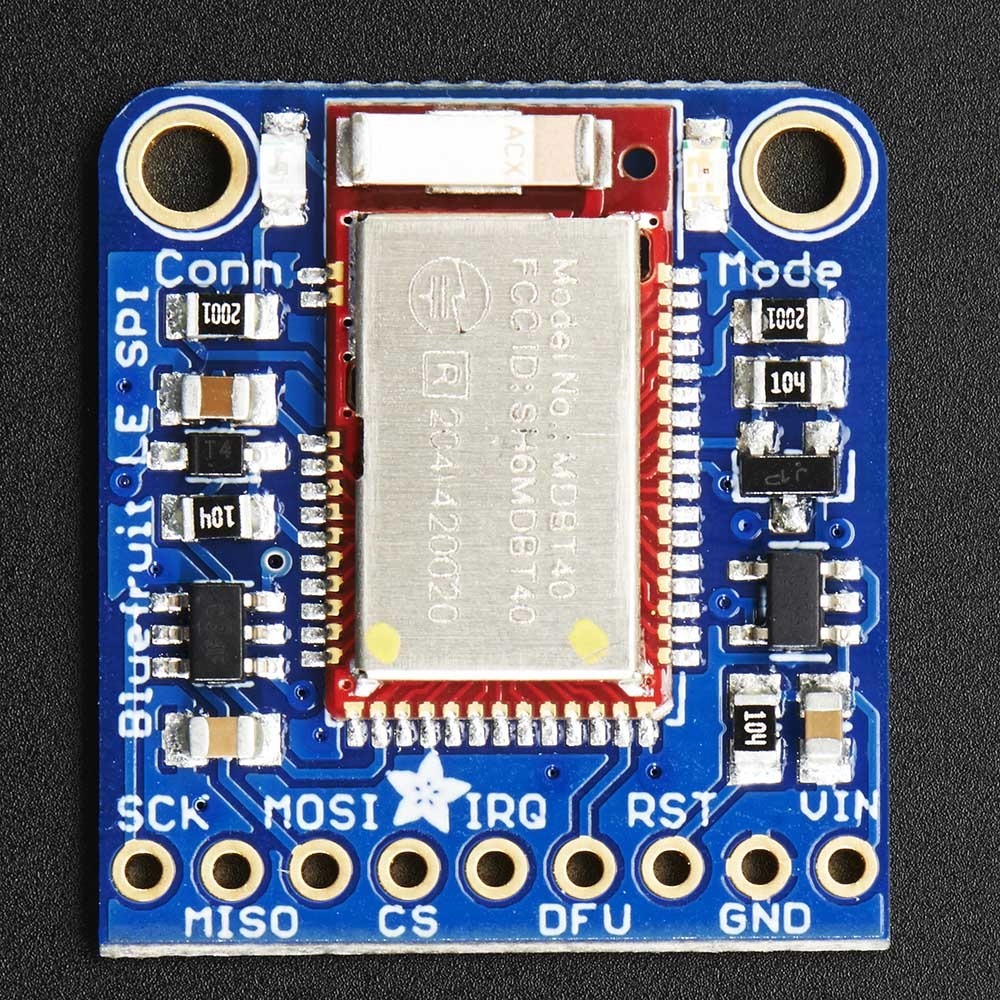 ACX
Conn
Mode
2001
2001
Bluefruit LE SPI
Model No.: MDBT40
FCC ID: SH6MDBT40
R 2041420020
104
T4
104
104
SCK
MOSI
IRQ
RST
VIN
MISO
CS
DFU
GND